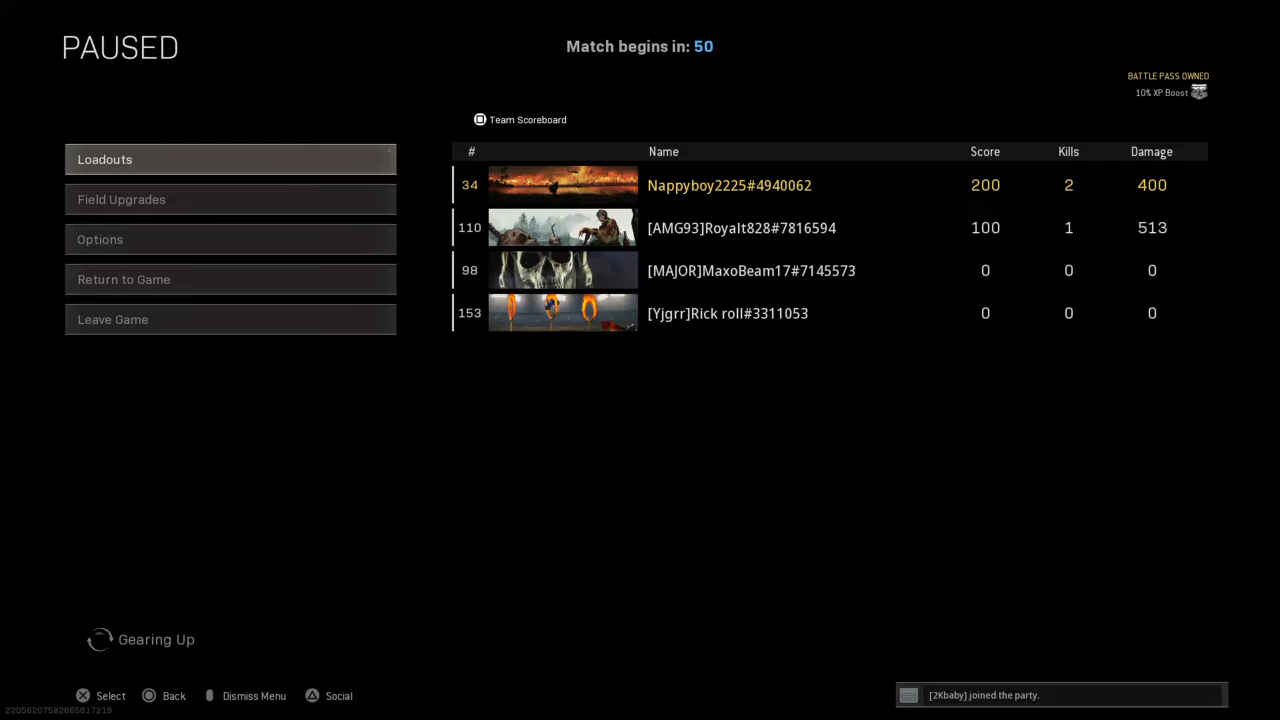 PAUSED
Match begins in: 50
BATTLE PASS OWNED
10% XP Boost
Team Scoreboard
# Name Score Kills Damage
34 Nappyboy2225#4940062 200 2 400
110 [AMG93]Royalt828#7816594 100 1 513
98 [MAJOR]MaxoBeam17#7145573 0 0 0
153 [Yjgrr]Rick roll#3311053 0 0 0
Loadouts
Field Upgrades
Options
Return to Game
Leave Game
Gearing Up
Select Back Dismiss Menu Social
[2Kbaby] joined the party.
22056207582665617219